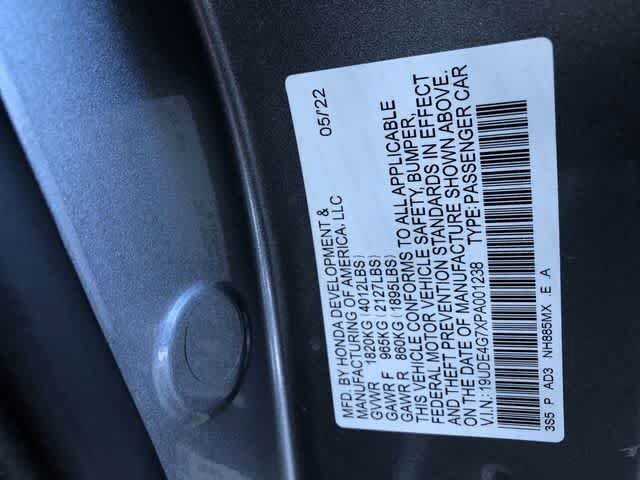 MFD. BY HONDA DEVELOPMENT & 05/'22
MANUFACTURING OF AMERICA, LLC
GVWR 1820KG (4012LBS)
GAWR F 965KG (2127LBS)
GAWR R 860KG (1895LBS)
THIS VEHICLE CONFORMS TO ALL APPLICABLE
FEDERAL MOTOR VEHICLE SAFETY, BUMPER,
AND THEFT PREVENTION STANDARDS IN EFFECT
ON THE DATE OF MANUFACTURE SHOWN ABOVE.
V.I.N.: 19UDE4G7XPA001238 TYPE: PASSENGER CAR
3S5 P AD3 NH885MX .E .A